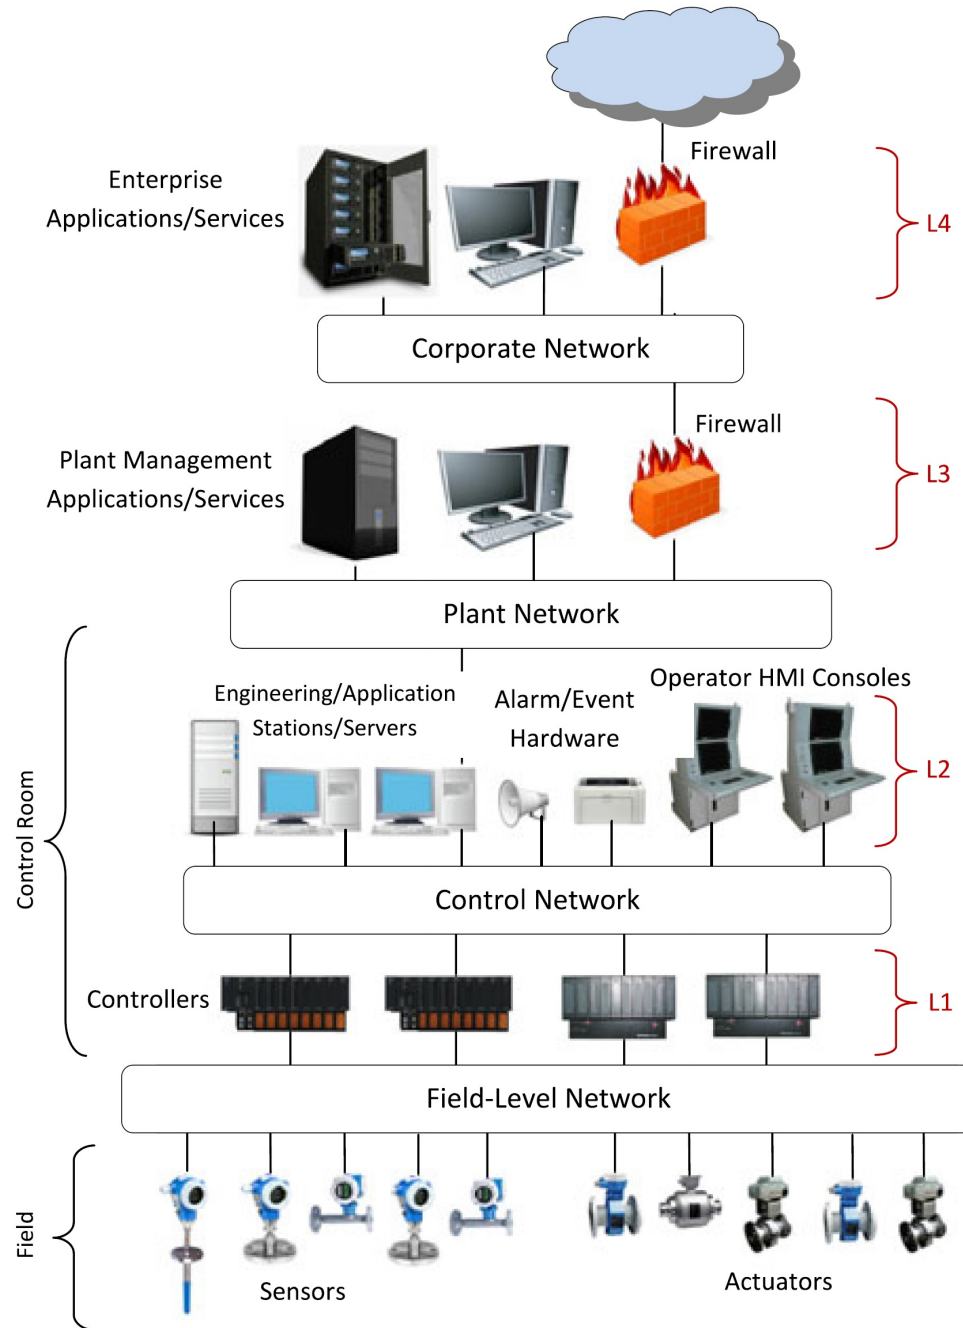 Firewall
Enterprise
Applications/Services
L4
Corporate Network
Firewall
Plant Management
Applications/Services
L3
Plant Network
Engineering/Application
Stations/Servers
Alarm/Event
Hardware
Operator HMI Consoles
L2
Control Room
Control Network
Controllers
L1
Field-Level Network
Field
Sensors
Actuators